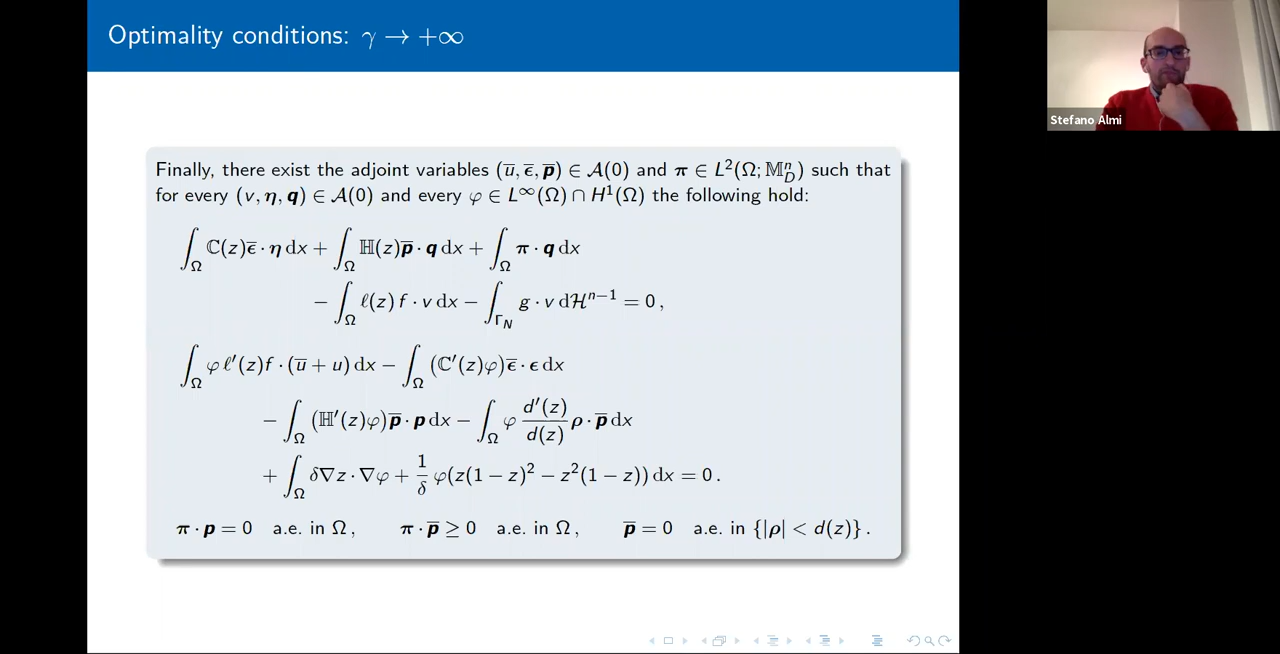 Optimality conditions: γ → +∞
Stefano Almi
Finally, there exist the adjoint variables (u̅, ϵ̅, p̅) ∈ 𝒜(0) and π ∈ L²(Ω; 𝕄ⁿ_D) such that
for every (v, η, q) ∈ 𝒜(0) and every φ ∈ L^∞(Ω) ∩ H¹(Ω) the following hold:
∫_Ω ℂ(z)ϵ̅ · η dx + ∫_Ω ℍ(z)p̅ · q dx + ∫_Ω π · q dx
− ∫_Ω ℓ(z) f · v dx − ∫_{Γ_N} g · v dℋ^{n−1} = 0 ,
∫_Ω φ ℓ′(z)f · (u̅ + u) dx − ∫_Ω (ℂ′(z)φ)ϵ̅ · ϵ dx
− ∫_Ω (ℍ′(z)φ)p̅ · p dx − ∫_Ω φ d′(z)/d(z) ρ · p̅ dx
+ ∫_Ω δ∇z · ∇φ + 1/δ φ(z(1 − z)² − z²(1 − z)) dx = 0 .
π · p = 0 a.e. in Ω , π · p̅ ≥ 0 a.e. in Ω , p̅ = 0 a.e. in {|ρ| < d(z)} .